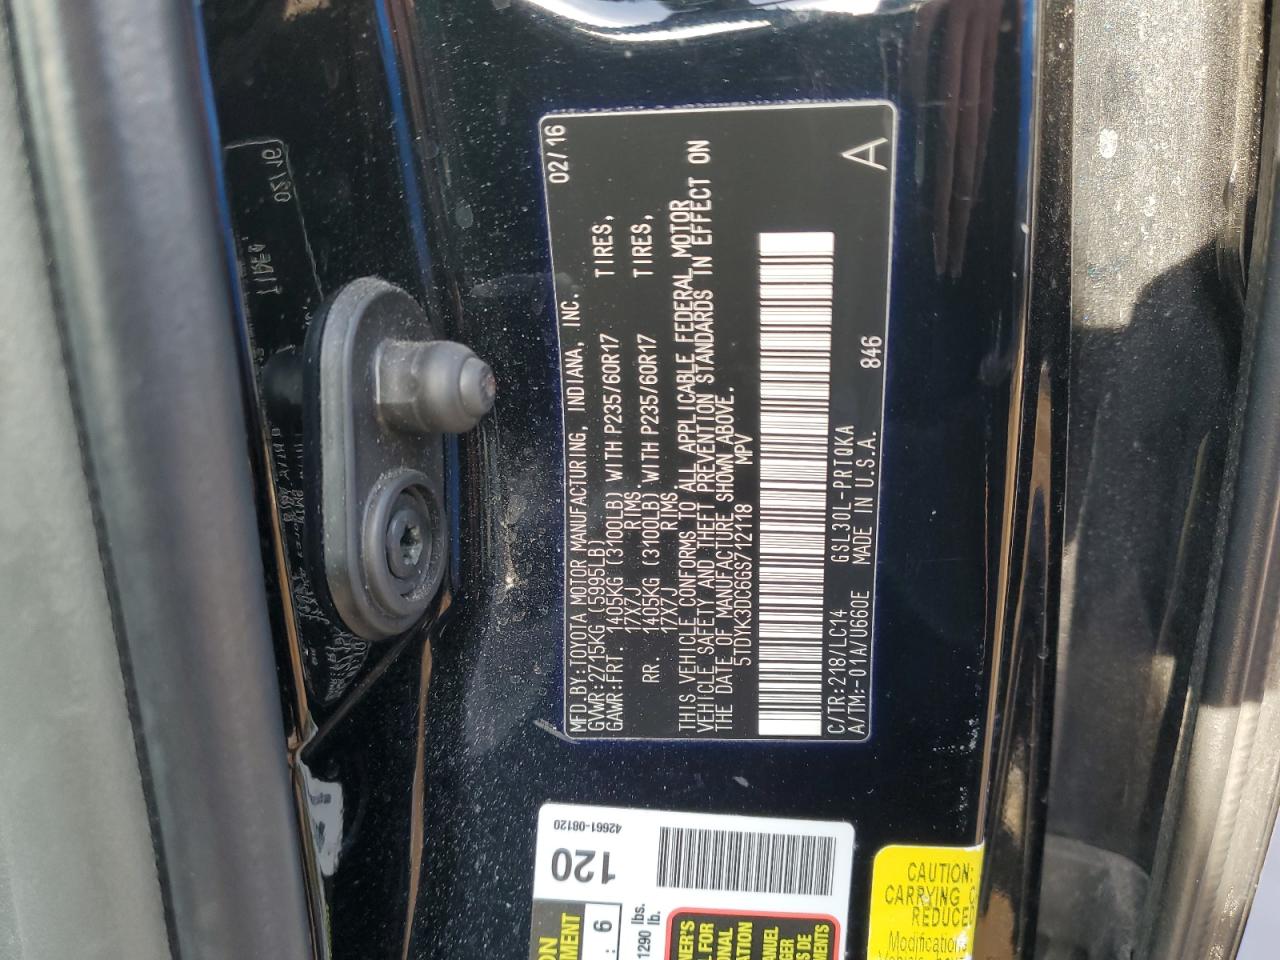 MFD.BY:TOYOTA MOTOR MANUFACTURING, INDIANA, INC. 02/16
GVWR:2715KG (5995LB)
GAWR:FRT. 1405KG (3100LB) WITH P235/60R17 TIRES,
17X7J RIMS.
RR. 1405KG (3100LB) WITH P235/60R17 TIRES,
17X7J RIMS
THIS VEHICLE CONFORMS TO ALL APPLICABLE FEDERAL MOTOR
VEHICLE SAFETY AND THEFT PREVENTION STANDARDS IN EFFECT ON
THE DATE OF MANUFACTURE SHOWN ABOVE.
5TDYK3DC6GS712118 MPV
C/TR:218/LC14 GSL30L-PRTQKA 846
A/TM:-01A/U660E MADE IN U.S.A.
A
42661-08120
120
: 6
1290 lbs.
lb.
CAUTION:
CARRYING
REDUCED
Modifications